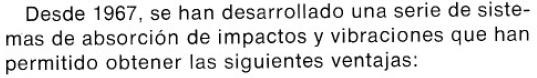 Desde 1967, se han desarrollado una serie de siste-
mas de absorción de impactos y vibraciones que han
permitido obtener las siguientes ventajas: